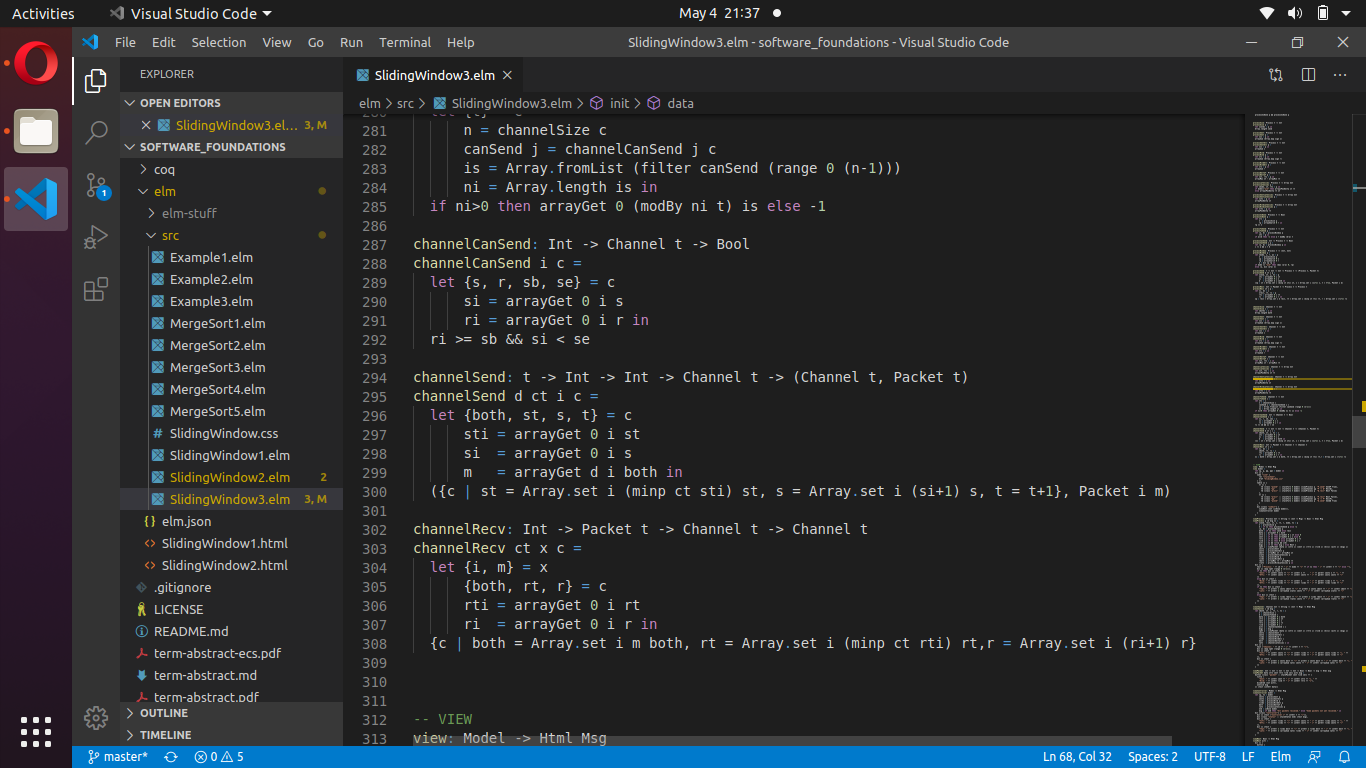 Activities
Visual Studio Code
May 4 21:37
File Edit Selection View Go Run Terminal Help
SlidingWindow3.elm - software_foundations - Visual Studio Code
EXPLORER
OPEN EDITORS
SlidingWindow3.el... 3, M
SOFTWARE_FOUNDATIONS
coq
elm
elm-stuff
src
Example1.elm
Example2.elm
Example3.elm
MergeSort1.elm
MergeSort2.elm
MergeSort3.elm
MergeSort4.elm
MergeSort5.elm
# SlidingWindow.css
SlidingWindow1.elm
SlidingWindow2.elm 2
SlidingWindow3.elm 3, M
{} elm.json
<> SlidingWindow1.html
<> SlidingWindow2.html
.gitignore
LICENSE
README.md
term-abstract-ecs.pdf
term-abstract.md
term-abstract.pdf
OUTLINE
TIMELINE
1
SlidingWindow3.elm
elm > src > SlidingWindow3.elm > init > data
281 n = channelSize c
282 canSend j = channelCanSend j c
283 is = Array.fromList (filter canSend (range 0 (n-1)))
284 ni = Array.length is in
285 if ni>0 then arrayGet 0 (modBy ni t) is else -1
286
287 channelCanSend: Int -> Channel t -> Bool
288 channelCanSend i c =
289 let {s, r, sb, se} = c
290 si = arrayGet 0 i s
291 ri = arrayGet 0 i r in
292 ri >= sb && si < se
293
294 channelSend: t -> Int -> Int -> Channel t -> (Channel t, Packet t)
295 channelSend d ct i c =
296 let {both, st, s, t} = c
297 sti = arrayGet 0 i st
298 si = arrayGet 0 i s
299 m = arrayGet d i both in
300 ({c | st = Array.set i (minp ct sti) st, s = Array.set i (si+1) s, t = t+1}, Packet i m)
301
302 channelRecv: Int -> Packet t -> Channel t -> Channel t
303 channelRecv ct x c =
304 let {i, m} = x
305 {both, rt, r} = c
306 rti = arrayGet 0 i rt
307 ri = arrayGet 0 i r in
308 {c | both = Array.set i m both, rt = Array.set i (minp ct rti) rt,r = Array.set i (ri+1) r}
309
310
311
312 -- VIEW
313 view: Model -> Html Msg
master* 0 5
Ln 68, Col 32 Spaces: 2 UTF-8 LF Elm